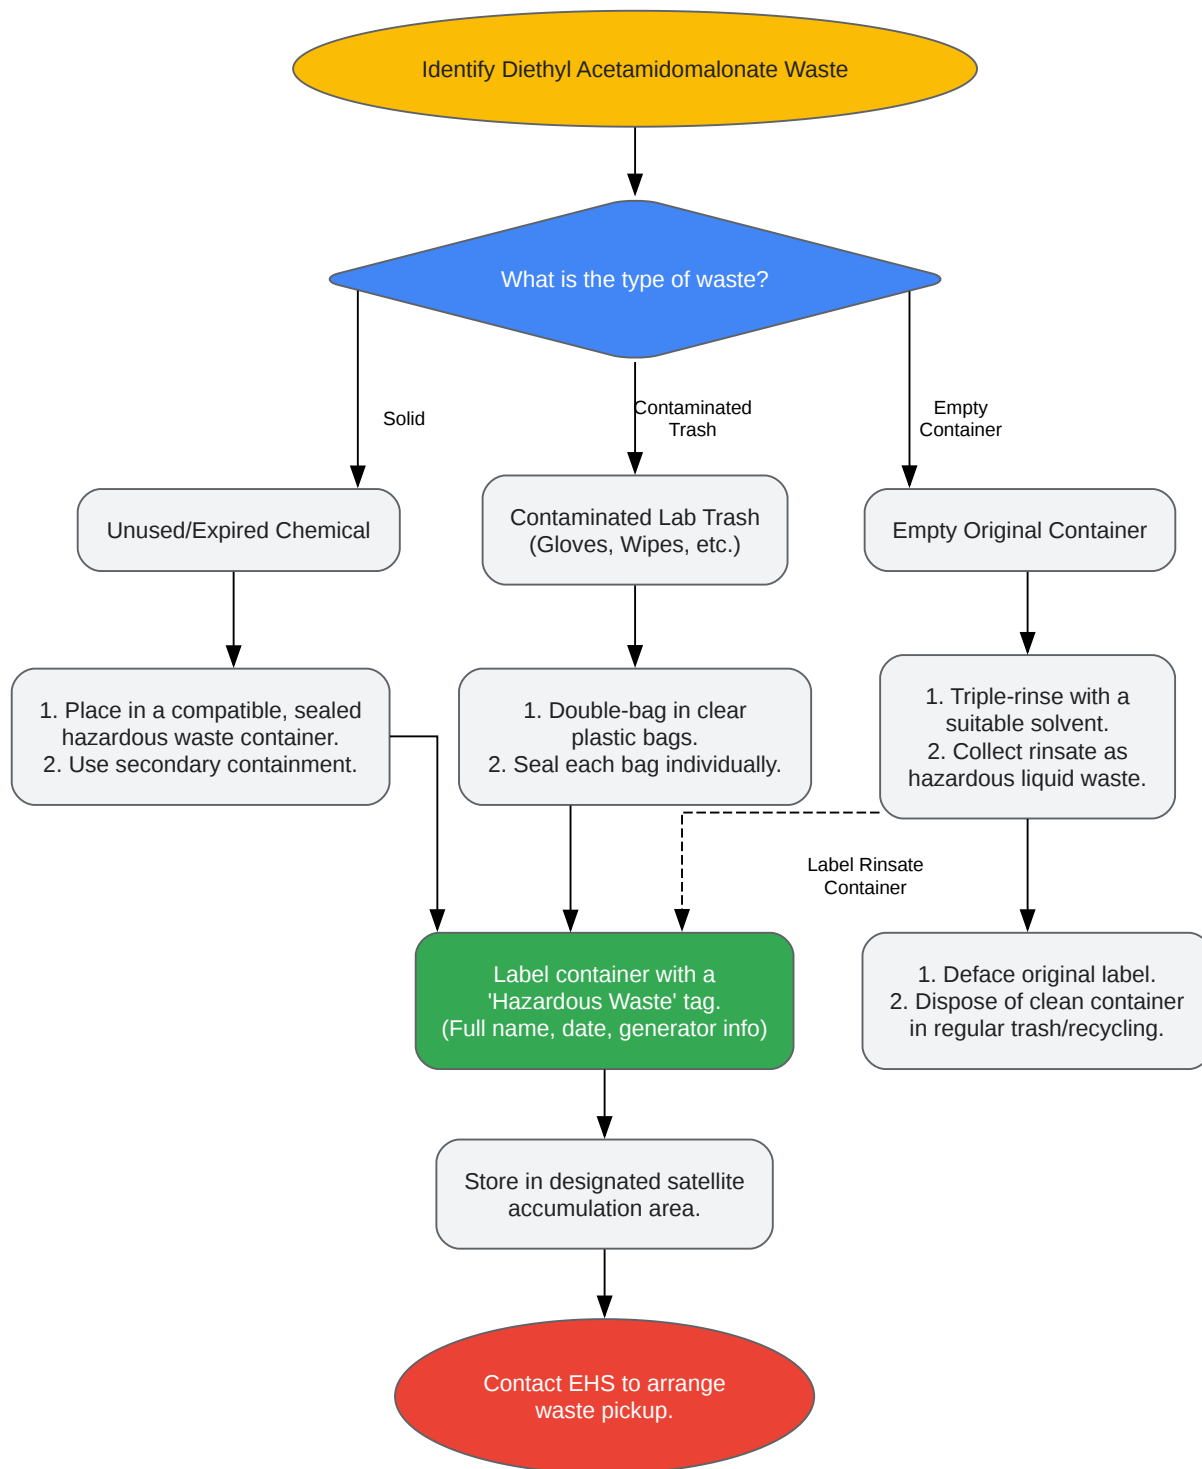 Identify Diethyl Acetamidomalonate Waste
What is the type of waste?
Solid
Contaminated
Trash
Empty
Container
Unused/Expired Chemical
Contaminated Lab Trash
(Gloves, Wipes, etc.)
Empty Original Container
1. Place in a compatible, sealed
hazardous waste container.
2. Use secondary containment.
1. Double-bag in clear
plastic bags.
2. Seal each bag individually.
1. Triple-rinse with a
suitable solvent.
2. Collect rinsate as
hazardous liquid waste.
Label Rinsate
Container
Label container with a
'Hazardous Waste' tag.
(Full name, date, generator info)
1. Deface original label.
2. Dispose of clean container
in regular trash/recycling.
Store in designated satellite
accumulation area.
Contact EHS to arrange
waste pickup.